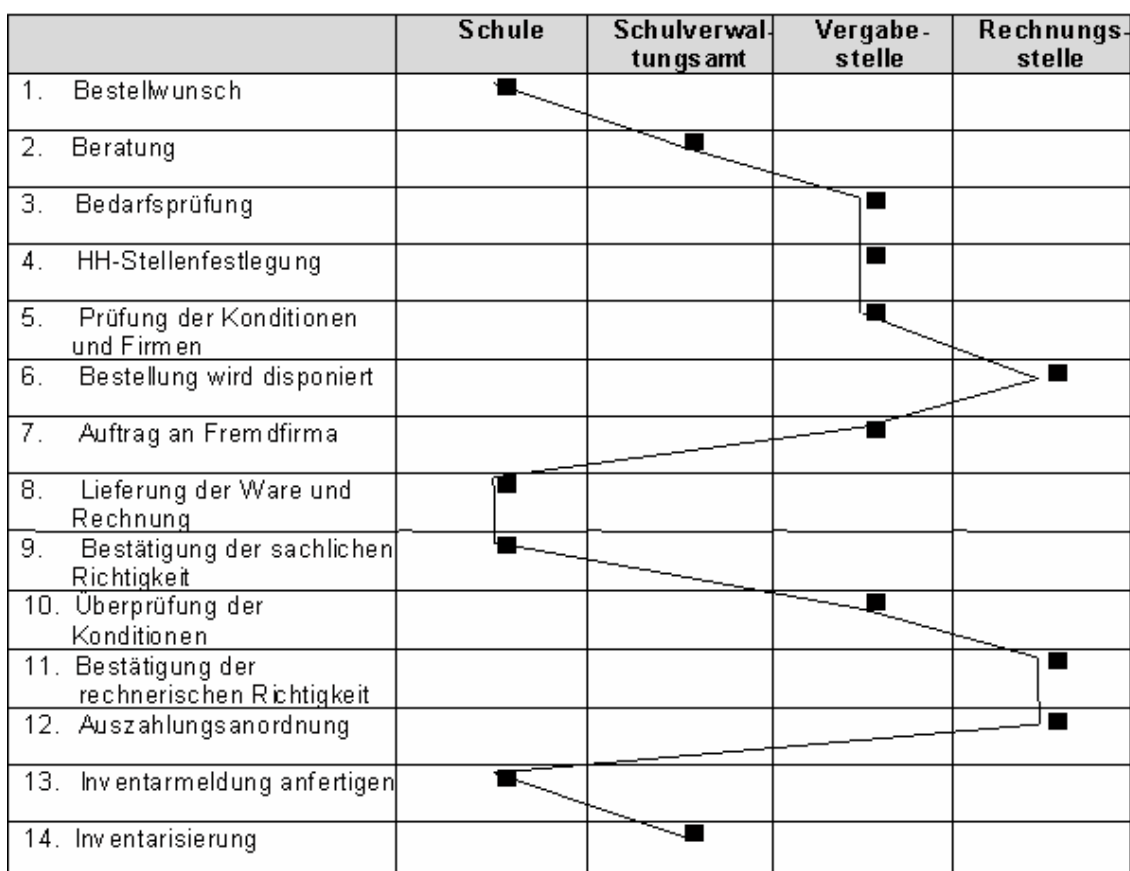 Schule Schulverwal- Vergabe- Rechnungs-
tungsamt stelle stelle
1. Bestellwunsch
2. Beratung
3. Bedarfsprüfung
4. HH-Stellenfestlegung
5. Prüfung der Konditionen
und Firmen
6. Bestellung wird disponiert
7. Auftrag an Fremdfirma
8. Lieferung der Ware und
Rechnung
9. Bestätigung der sachlichen
Richtigkeit
10. Überprüfung der
Konditionen
11. Bestätigung der
rechnerischen Richtigkeit
12. Auszahlungsanordnung
13. Inventarmeldung anfertigen
14. Inventarisierung